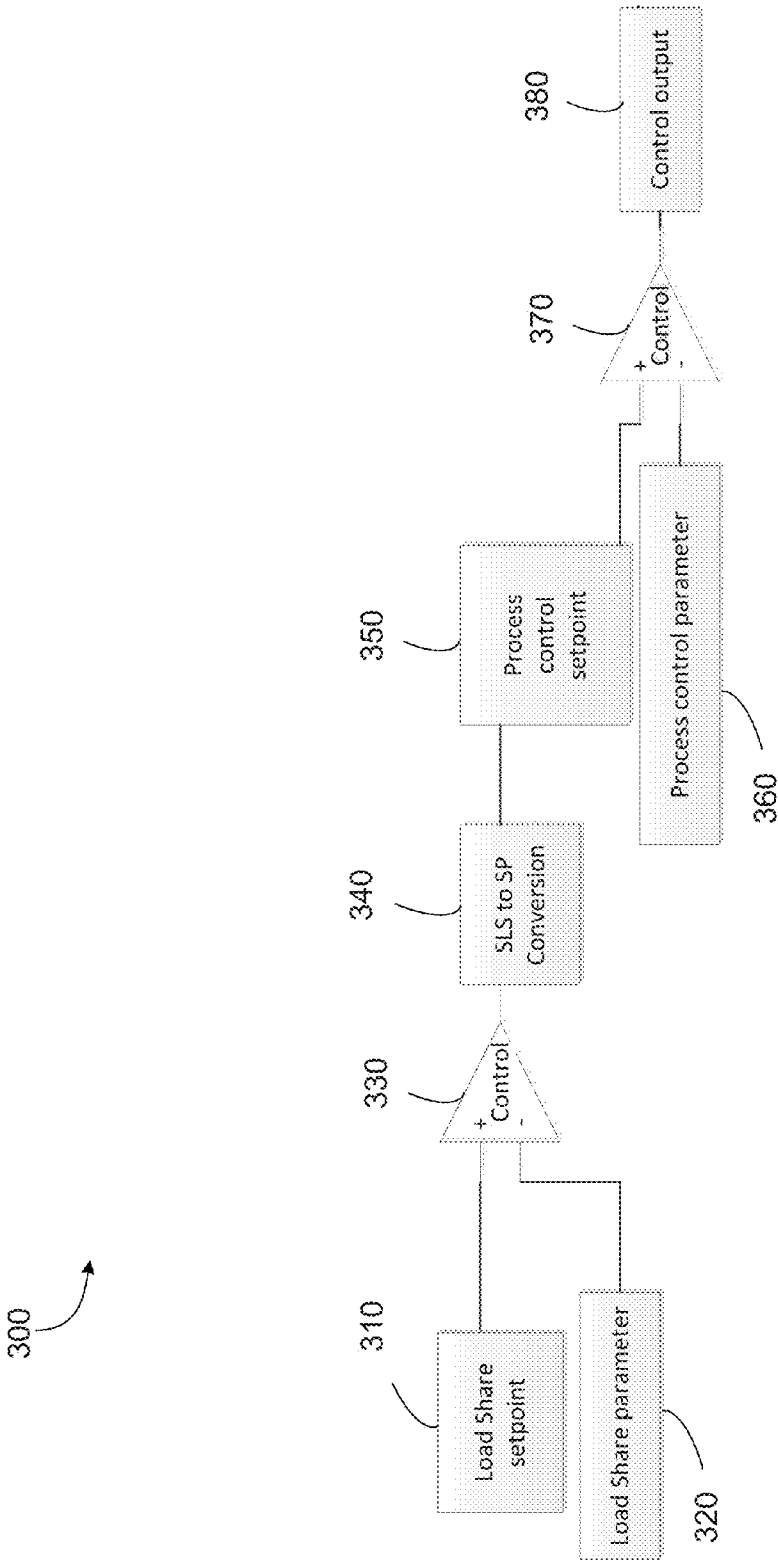 300
310
Load Share
setpoint
Load Share parameter
320
330
+
-
Control
340
SLS to SP
Conversion
350
Process
control
setpoint
Process control parameter
360
370
+
-
Control
380
Control output